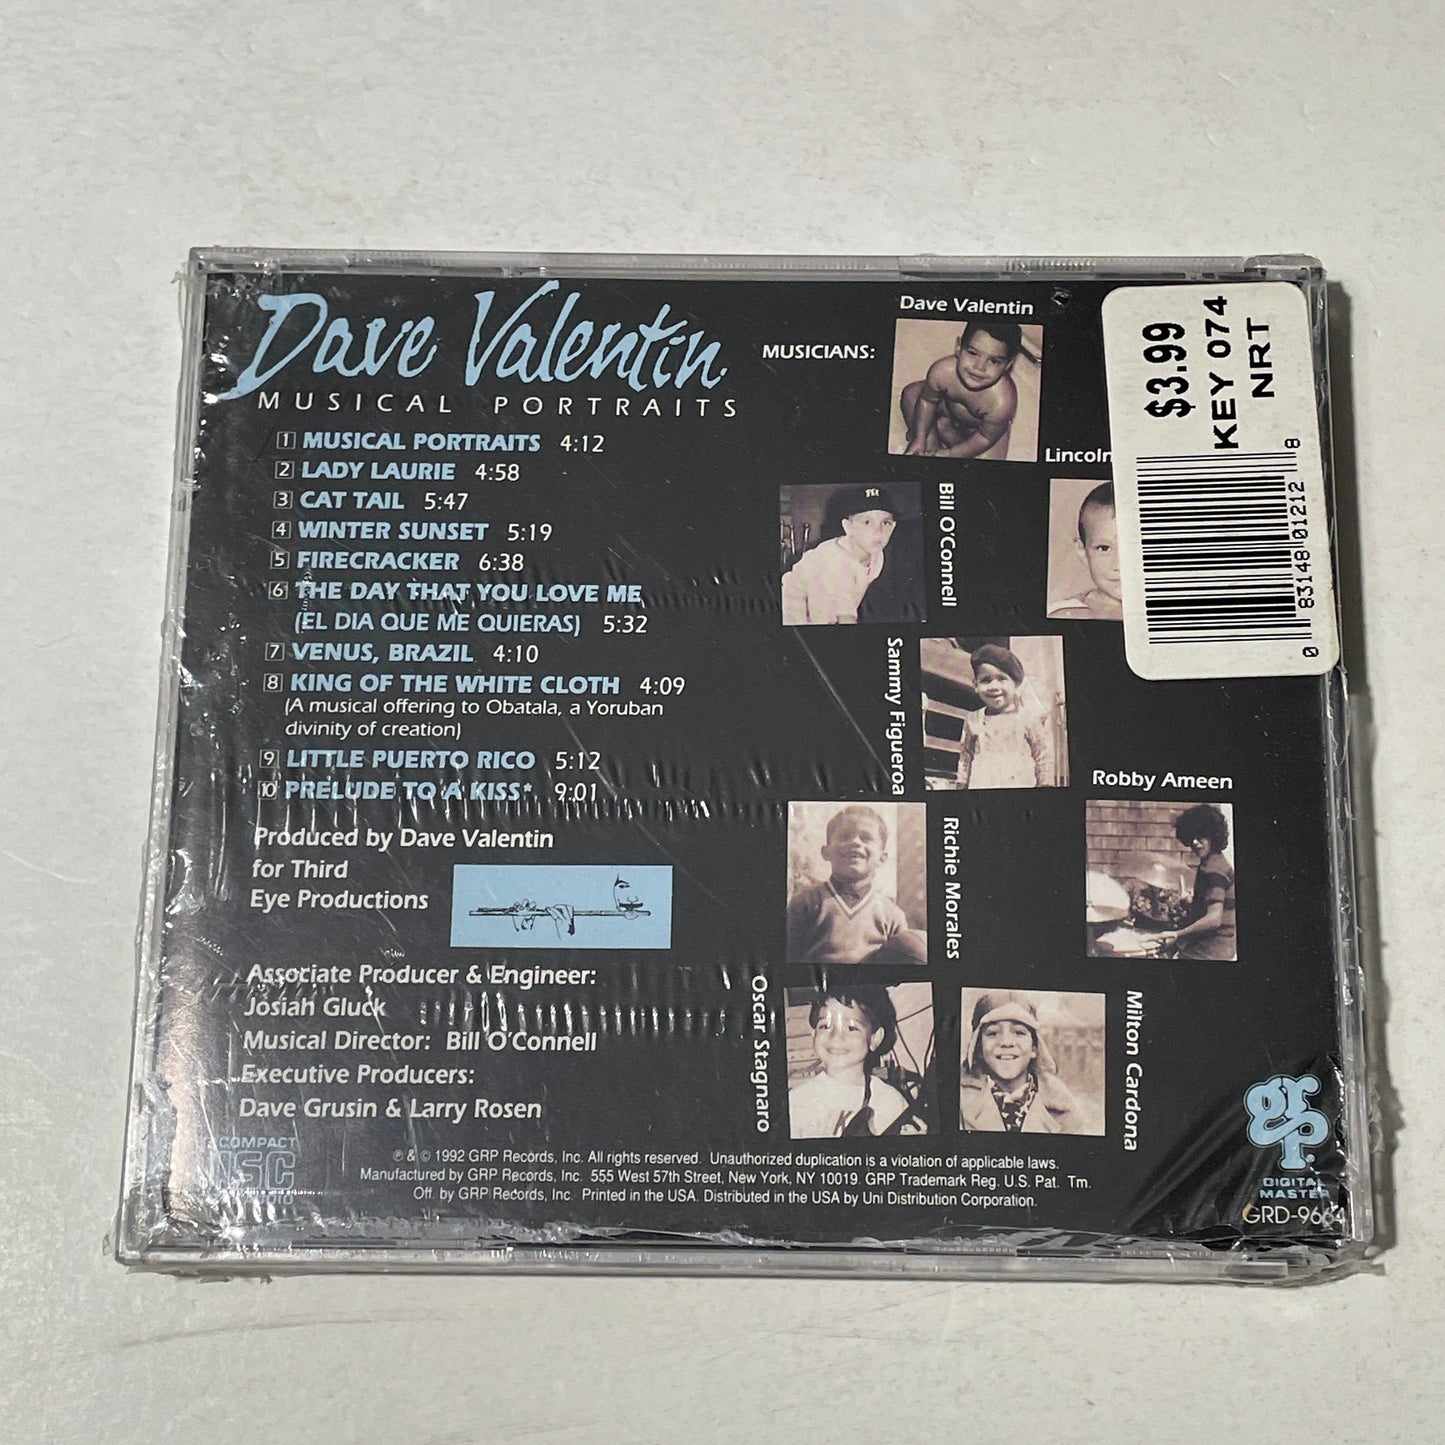 Dave Valentin
MUSICAL PORTRAITS
1 MUSICAL PORTRAITS 4:12
2 LADY LAURIE 4:58
3 CAT TAIL 5:47
4 WINTER SUNSET 5:19
5 FIRECRACKER 6:38
6 THE DAY THAT YOU LOVE ME
(EL DIA QUE ME QUIERAS) 5:32
7 VENUS, BRAZIL 4:10
8 KING OF THE WHITE CLOTH 4:09
(A musical offering to Obatala, a Yoruban
divinity of creation)
9 LITTLE PUERTO RICO 5:12
10 PRELUDE TO A KISS* 9:01
Produced by Dave Valentin
for Third
Eye Productions
Associate Producer & Engineer:
Josiah Gluck
Musical Director: Bill O'Connell
Executive Producers:
Dave Grusin & Larry Rosen
MUSICIANS:
Dave Valentin
Lincoln
Bill O'Connell
Sammy Figueroa
Robby Ameen
Richie Morales
Oscar Stagnaro
Milton Cardona
$3.99
KEY 074
NRT
0 83148 01212 8
COMPACT
℗ & © 1992 GRP Records, Inc. All rights reserved. Unauthorized duplication is a violation of applicable laws.
Manufactured by GRP Records, Inc. 555 West 57th Street, New York, NY 10019. GRP Trademark Reg. U.S. Pat. Tm.
Off. by GRP Records, Inc. Printed in the USA. Distributed in the USA by Uni Distribution Corporation.
GRP
DIGITAL
MASTER
GRD-9664